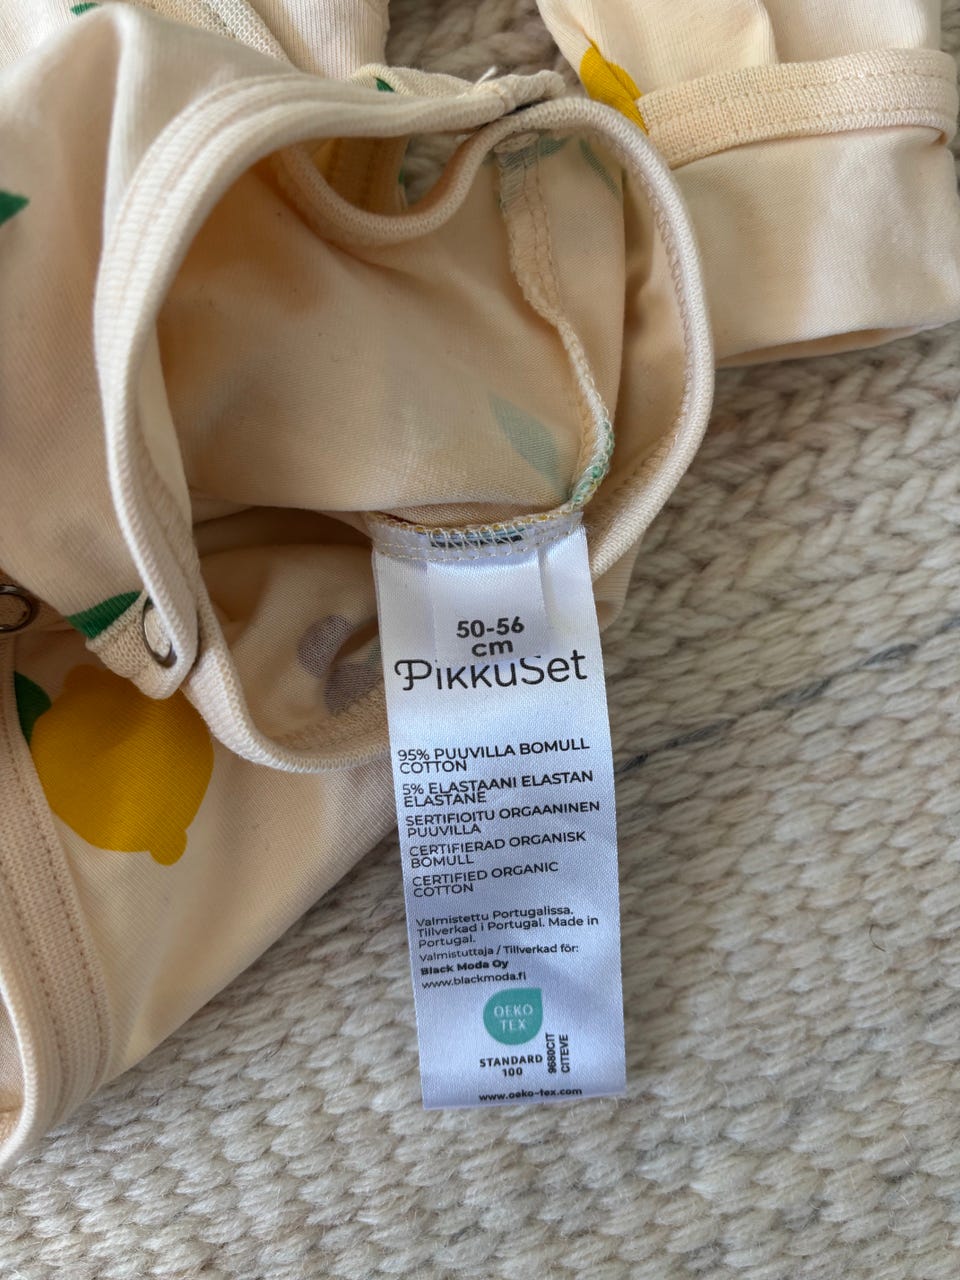 50-56
cm
PikkuSet
95% PUUVILLA BOMULL
COTTON
5% ELASTAANI ELASTAN
ELASTANE
SERTIFIOITU ORGAANINEN
PUUVILLA
CERTIFIERAD ORGANISK
BOMULL
CERTIFIED ORGANIC
COTTON
Valmistettu Portugalissa.
Tillverkad i Portugal. Made in
Portugal.
Valmistuttaja / Tillverkad för:
Black Moda Oy
www.blackmoda.fi
OEKO
TEX
STANDARD
100
9680CIT
CITEVE
www.oeko-tex.com